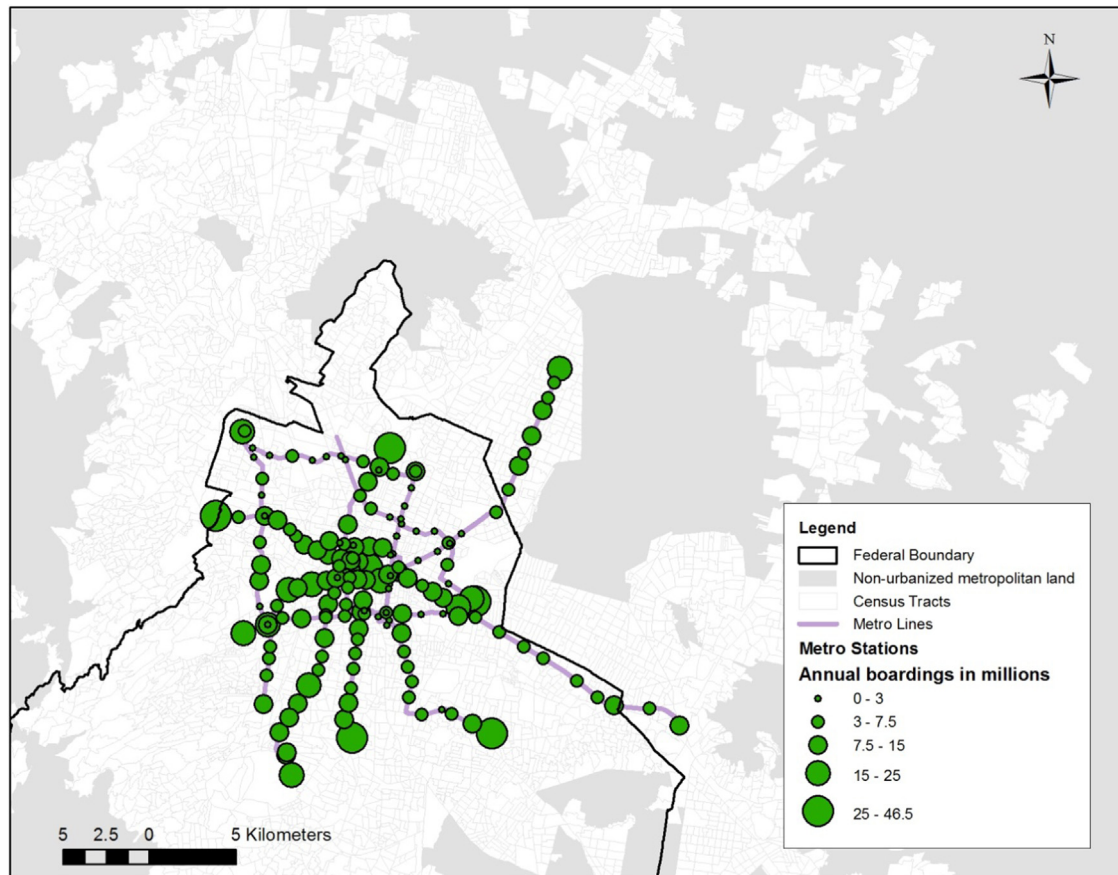 N
Legend
Federal Boundary
Non-urbanized metropolitan land
Census Tracts
Metro Lines
Metro Stations
Annual boardings in millions
0 - 3
3 - 7.5
7.5 - 15
15 - 25
25 - 46.5
5 2.5 0 5 Kilometers